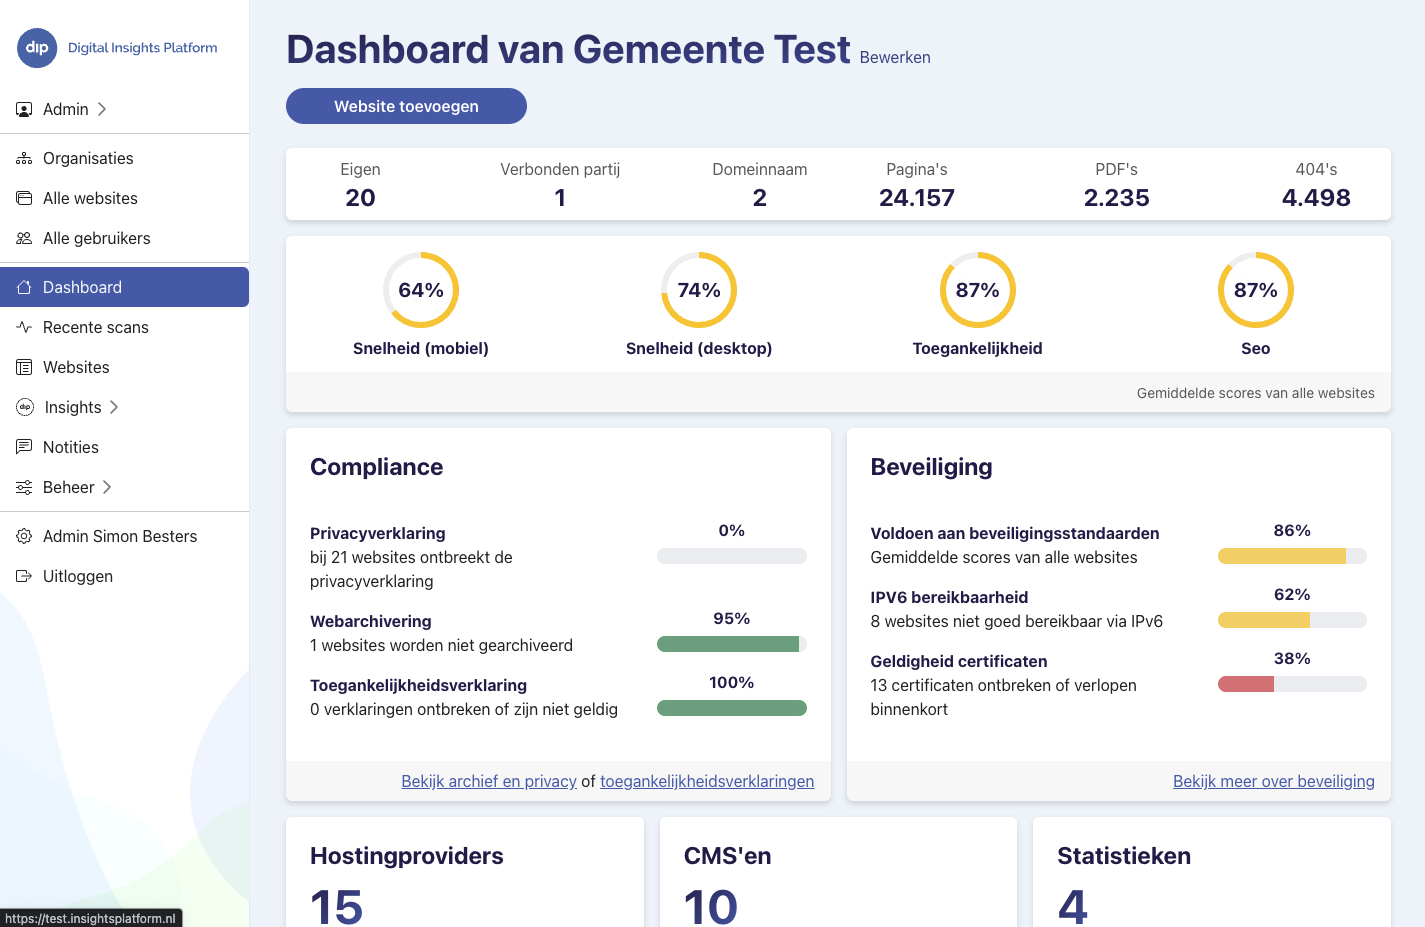 dip Digital Insights Platform
Admin
Organisaties
Alle websites
Alle gebruikers
Dashboard
Recente scans
Websites
dip Insights
Notities
Beheer
Admin Simon Besters
Uitloggen
https://test.insightsplatform.nl
Dashboard van Gemeente Test Bewerken
Website toevoegen
Eigen Verbonden partij Domeinnaam Pagina's PDF's 404's
20 1 2 24.157 2.235 4.498
64% 74% 87% 87%
Snelheid (mobiel) Snelheid (desktop) Toegankelijkheid Seo
Gemiddelde scores van alle websites
Compliance
Privacyverklaring 0%
bij 21 websites ontbreekt de
privacyverklaring
Webarchivering 95%
1 websites worden niet gearchiveerd
Toegankelijkheidsverklaring 100%
0 verklaringen ontbreken of zijn niet geldig
Bekijk archief en privacy of toegankelijkheidsverklaringen
Beveiliging
Voldoen aan beveiligingsstandaarden 86%
Gemiddelde scores van alle websites
IPV6 bereikbaarheid 62%
8 websites niet goed bereikbaar via IPv6
Geldigheid certificaten 38%
13 certificaten ontbreken of verlopen
binnenkort
Bekijk meer over beveiliging
Hostingproviders
15
CMS'en
10
Statistieken
4